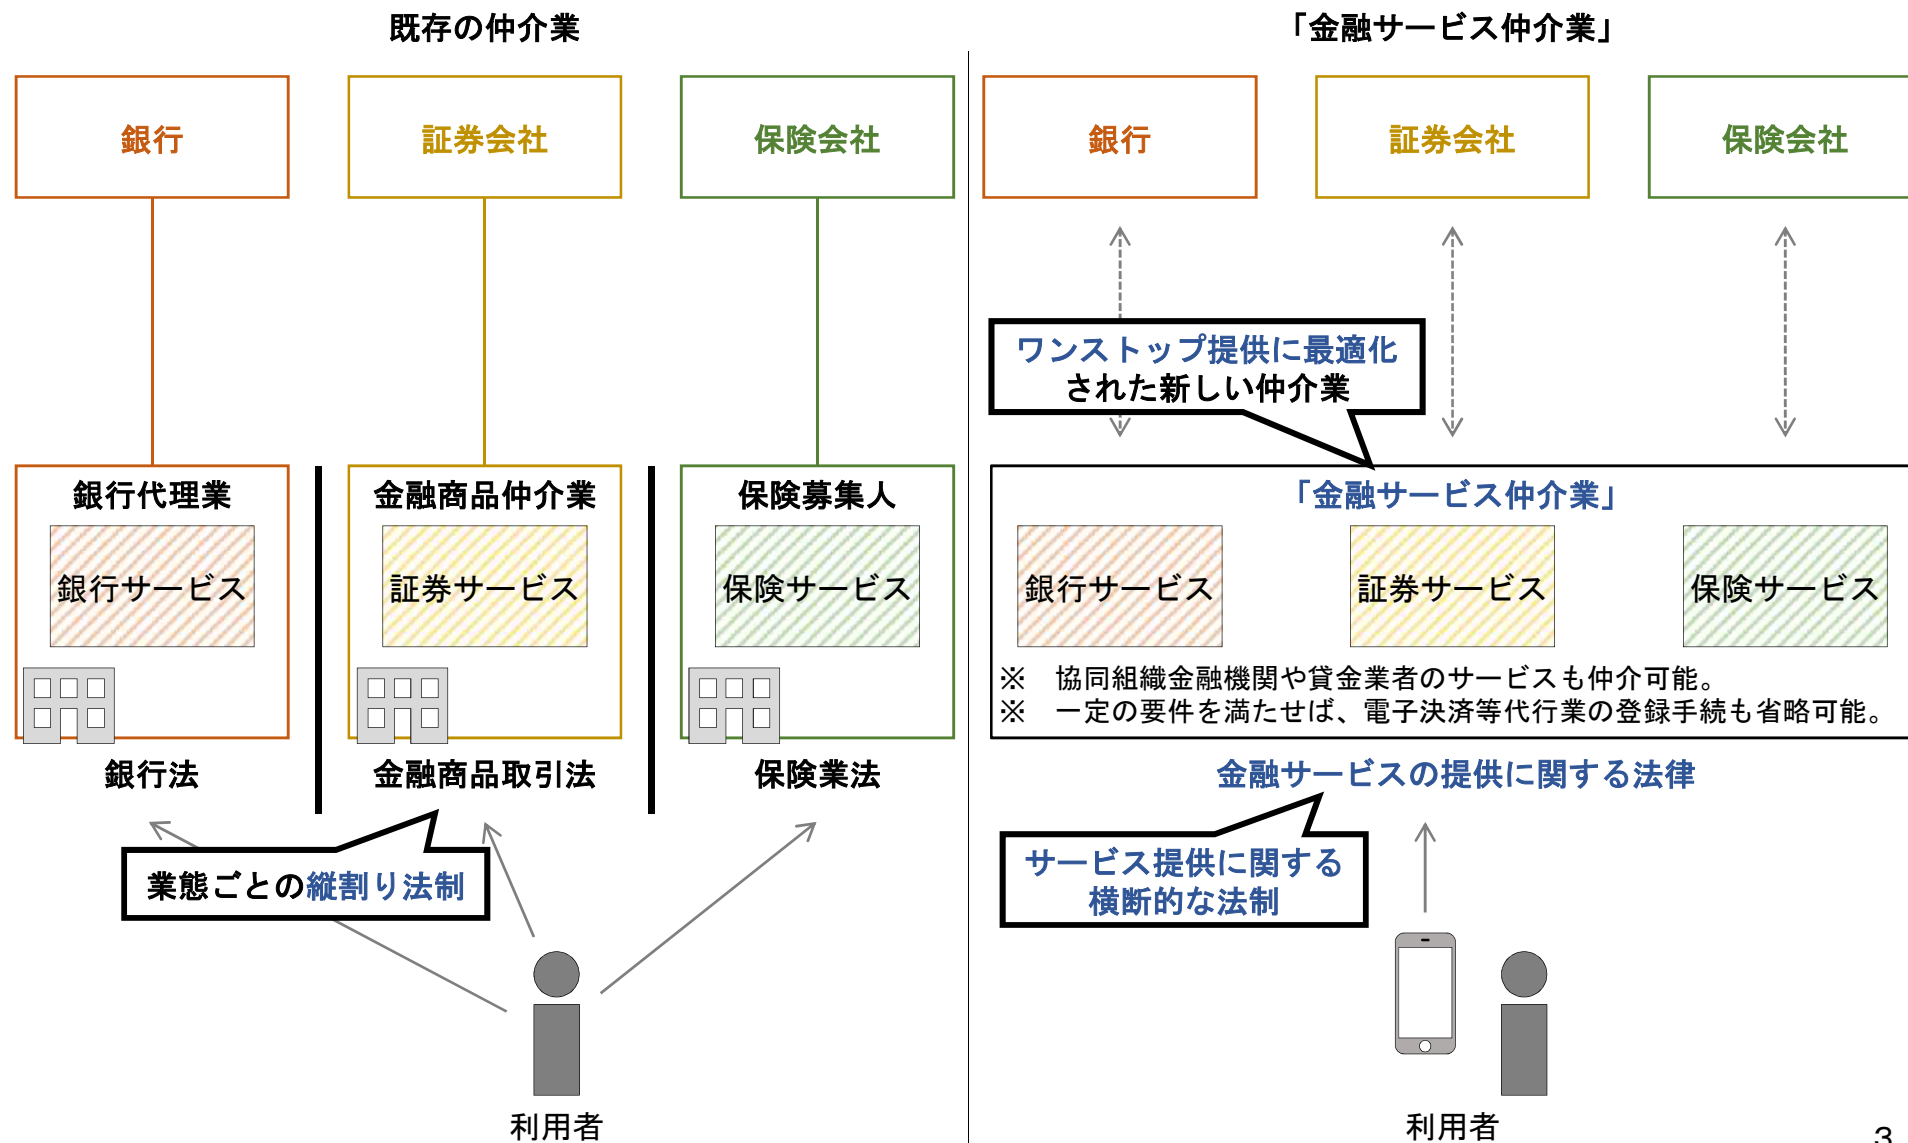 既存の仲介業
銀行
証券会社
保険会社
銀行代理業
金融商品仲介業
保険募集人
銀行サービス
証券サービス
保険サービス
銀行法
金融商品取引法
保険業法
業態ごとの縦割り法制
利用者
「金融サービス仲介業」
銀行
証券会社
保険会社
ワンストップ提供に最適化
された新しい仲介業
「金融サービス仲介業」
銀行サービス
証券サービス
保険サービス
※　協同組織金融機関や貸金業者のサービスも仲介可能。
※　一定の要件を満たせば、電子決済等代行業の登録手続も省略可能。
金融サービスの提供に関する法律
サービス提供に関する
横断的な法制
利用者
3